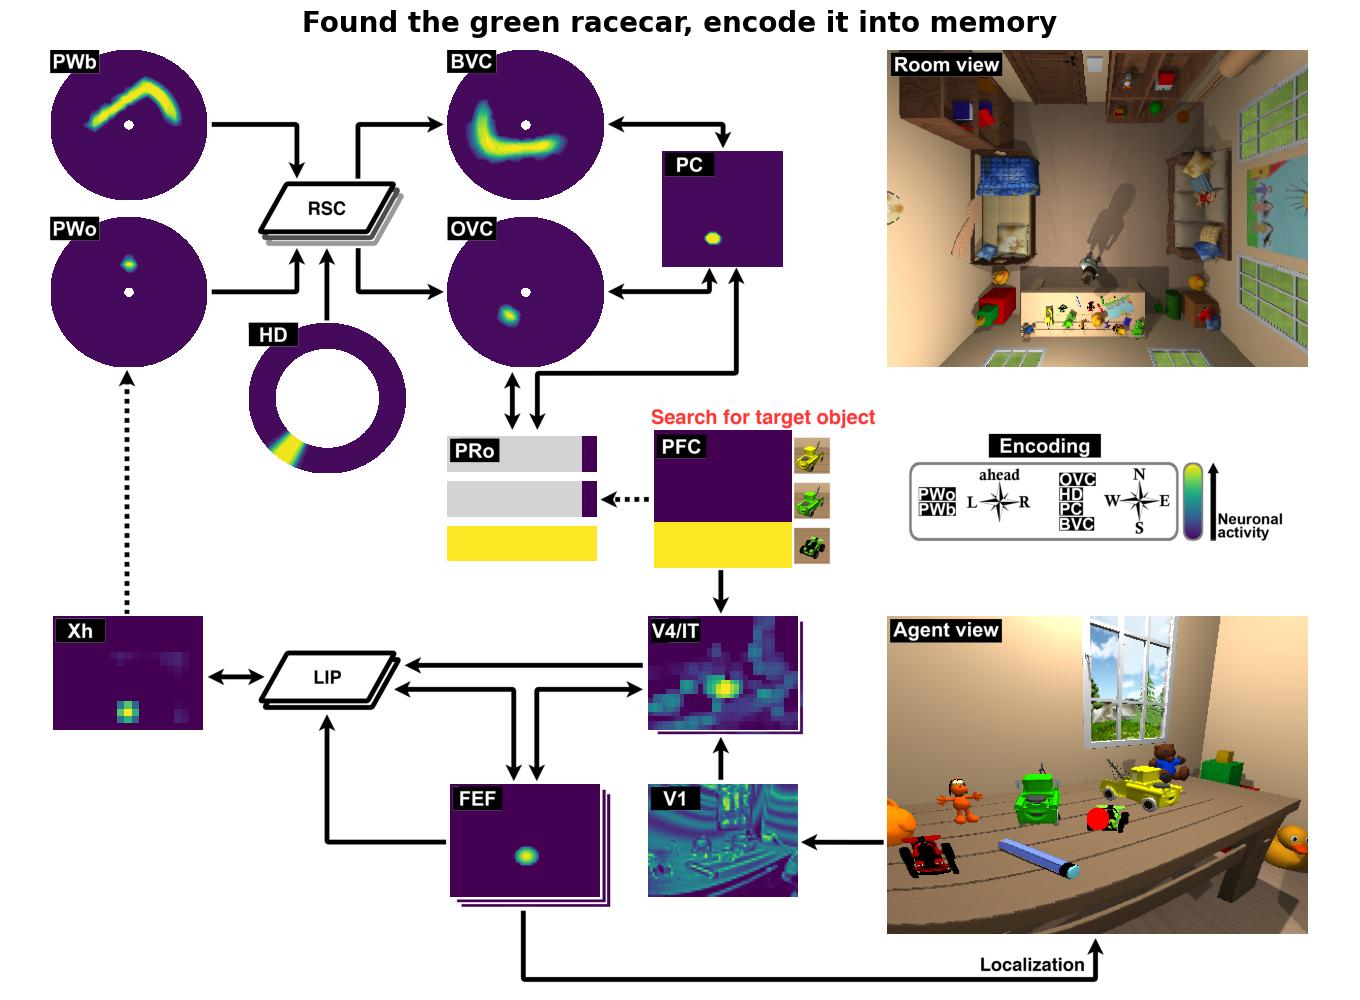 Found the green racecar, encode it into memory
PWb
BVC
Room view
PC
RSC
PWo
OVC
HD
Search for target object
PRo
PFC
Encoding
ahead
PWo
PWb
L
R
OVC
HD
PC
BVC
N
W
E
S
Neuronal
activity
Xh
LIP
V4/IT
Agent view
FEF
V1
Localization